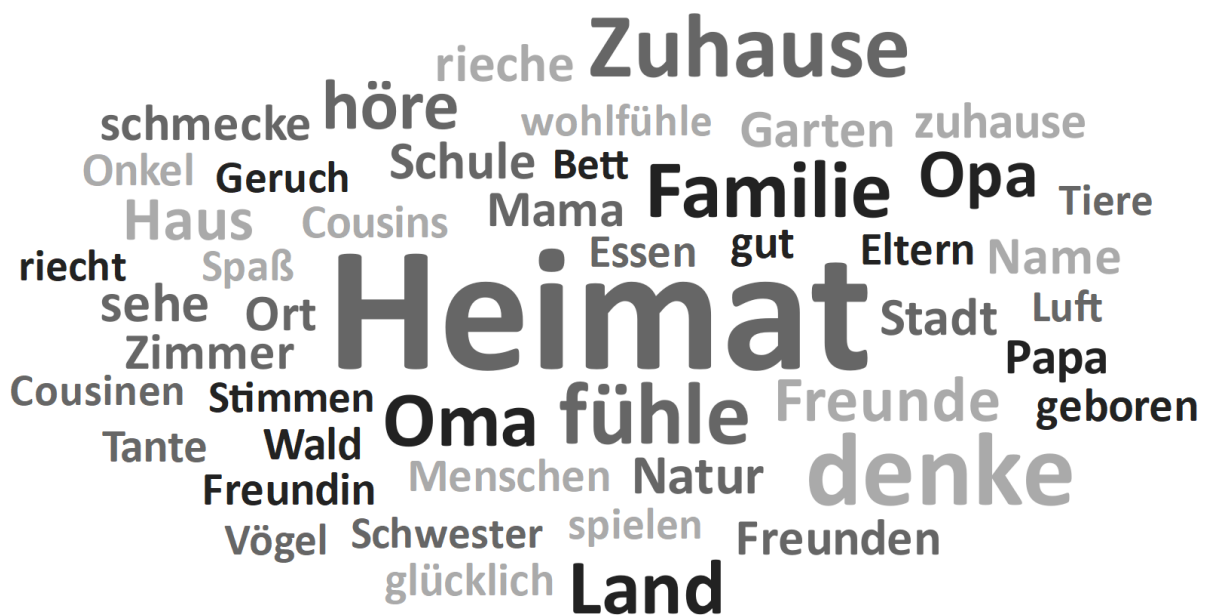 rieche Zuhause
schmecke höre wohlfühle Garten zuhause
Onkel Geruch Schule Bett Familie Opa Tiere
Haus Cousins Mama
riecht Spaß Essen gut Eltern Name
sehe Ort Heimat Stadt Luft
Zimmer Papa
Cousinen Stimmen Oma fühle Freunde geboren
Tante Wald denke
Freundin Menschen Natur
Vögel Schwester spielen Freunden
glücklich Land